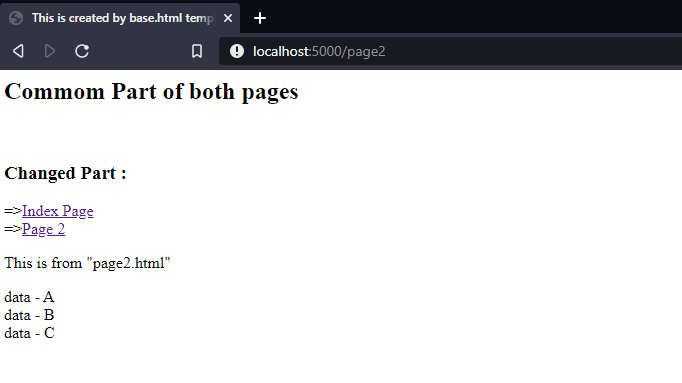 This is created by base.html temp
localhost:5000/page2
Commom Part of both pages
Changed Part :
=>Index Page
=>Page 2
This is from "page2.html"
data - A
data - B
data - C